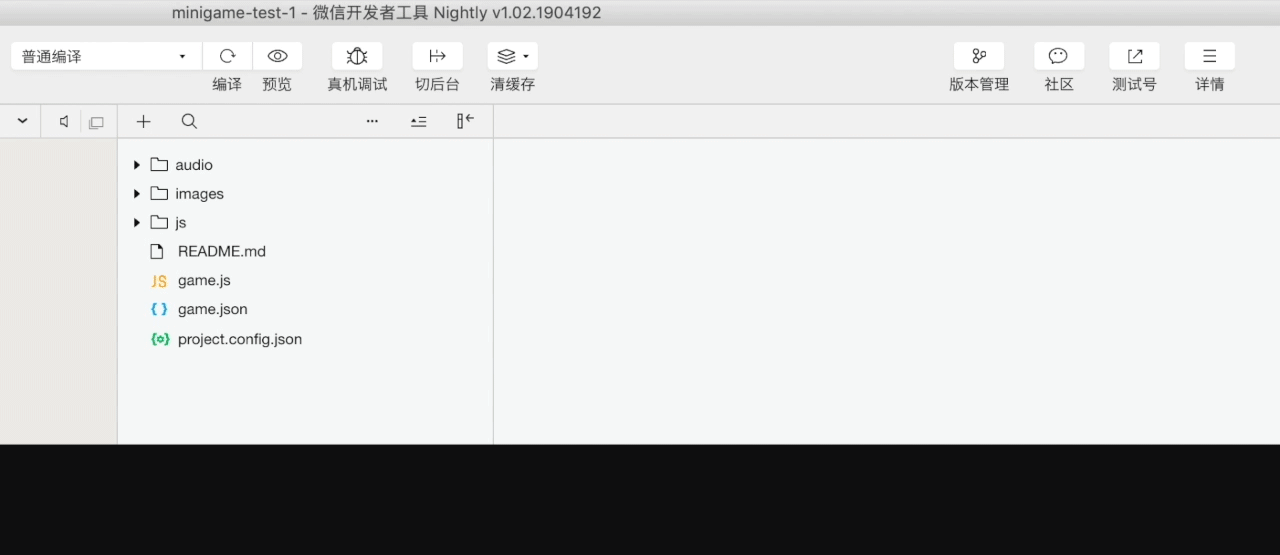 minigame-test-1 - 微信开发者工具 Nightly v1.02.1904192
普通编译
编译 预览 真机调试 切后台 清缓存 版本管理 社区 测试号 详情
audio
images
js
README.md
JS game.js
{ } game.json
project.config.json